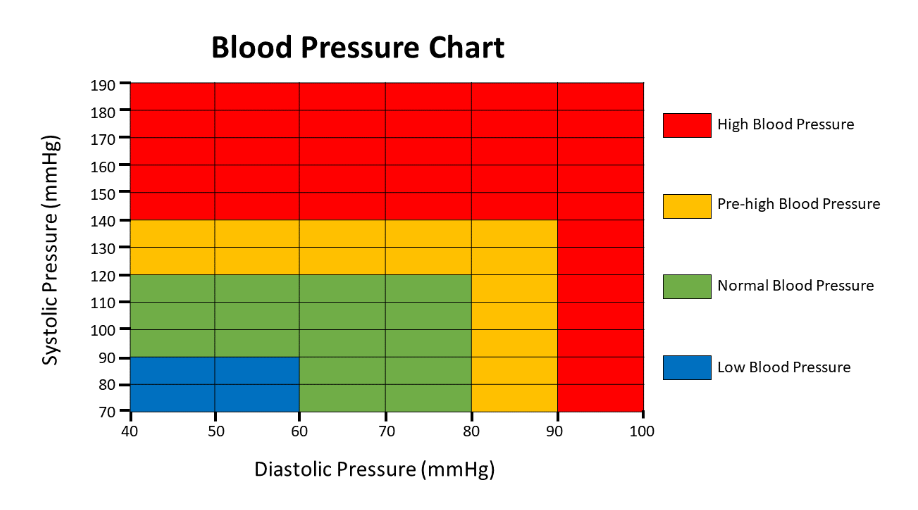 Blood Pressure Chart
Systolic Pressure (mmHg)
190
180
170
160
150
140
130
120
110
100
90
80
70
40 50 60 70 80 90 100
Diastolic Pressure (mmHg)
High Blood Pressure
Pre-high Blood Pressure
Normal Blood Pressure
Low Blood Pressure